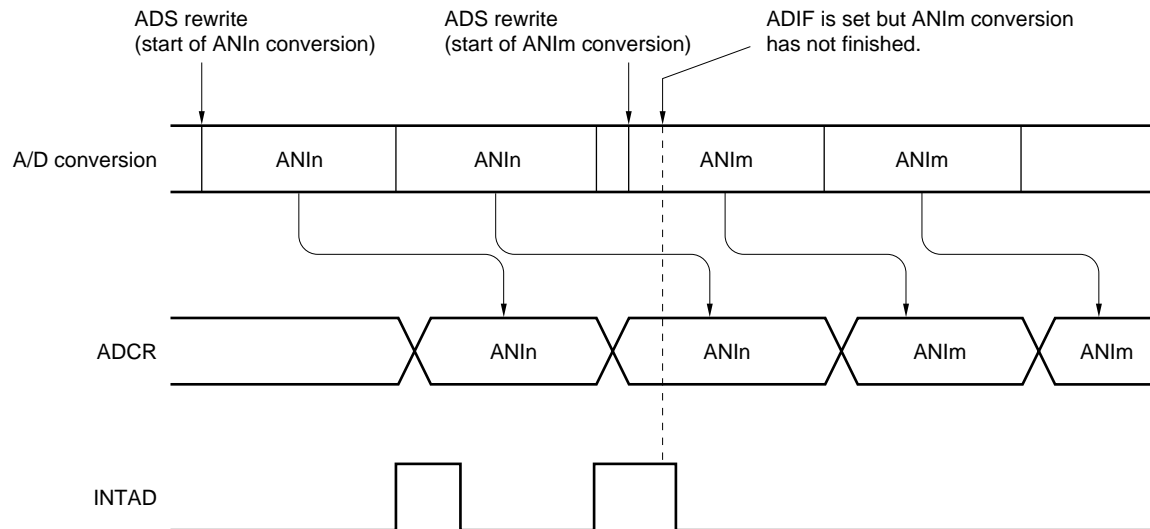 ADS rewrite
(start of ANIn conversion)
ADS rewrite
(start of ANIm conversion)
ADIF is set but ANIm conversion
has not finished.
A/D conversion
ANIn
ANIn
ANIm
ANIm
ADCR
ANIn
ANIn
ANIm
ANIm
INTAD